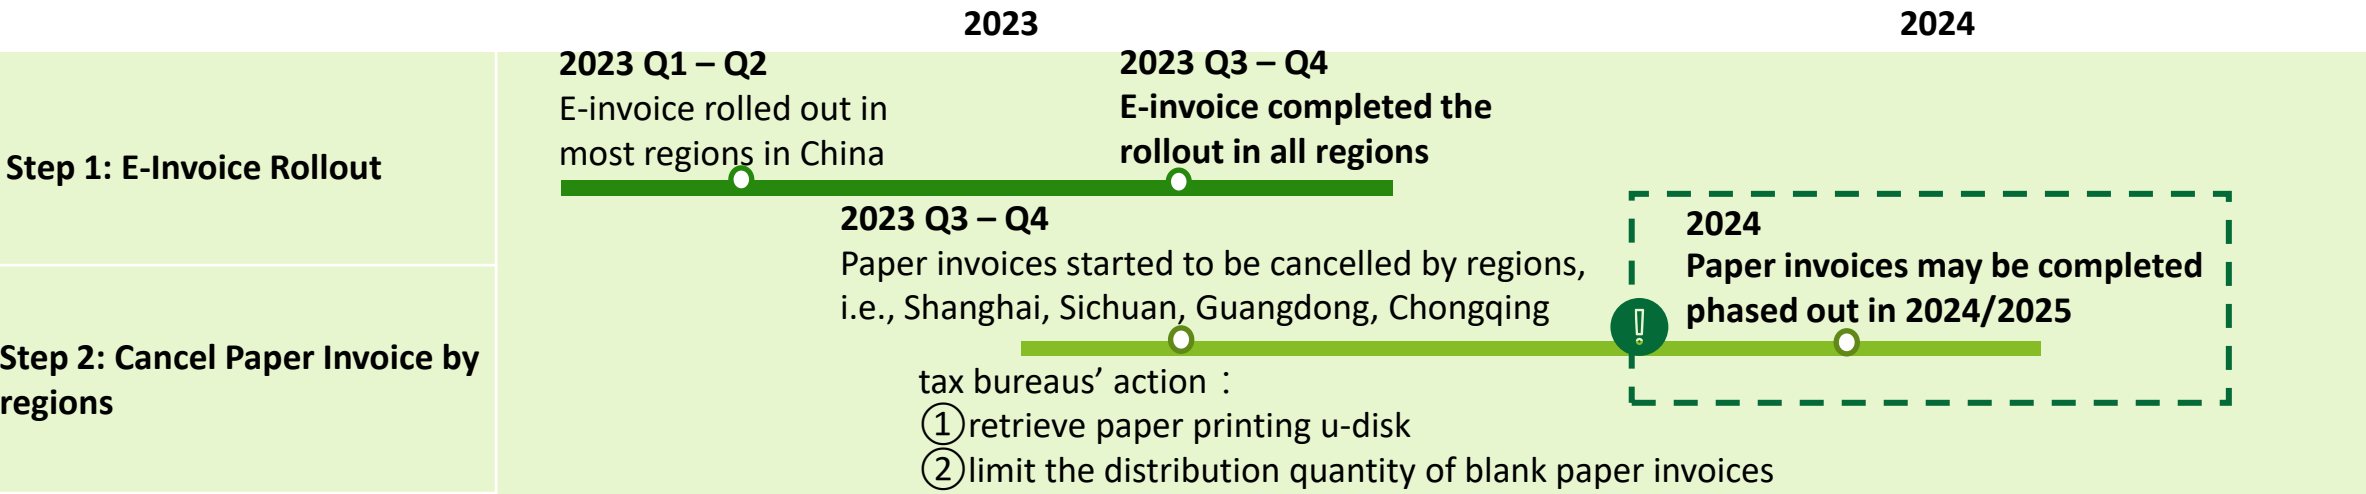 2023
2024
Step 1: E-Invoice Rollout
2023 Q1 – Q2
E-invoice rolled out in
most regions in China
2023 Q3 – Q4
E-invoice completed the
rollout in all regions
Step 2: Cancel Paper Invoice by
regions
2023 Q3 – Q4
Paper invoices started to be cancelled by regions,
i.e., Shanghai, Sichuan, Guangdong, Chongqing
tax bureaus’ action：
①retrieve paper printing u-disk
②limit the distribution quantity of blank paper invoices
!
2024
Paper invoices may be completed
phased out in 2024/2025